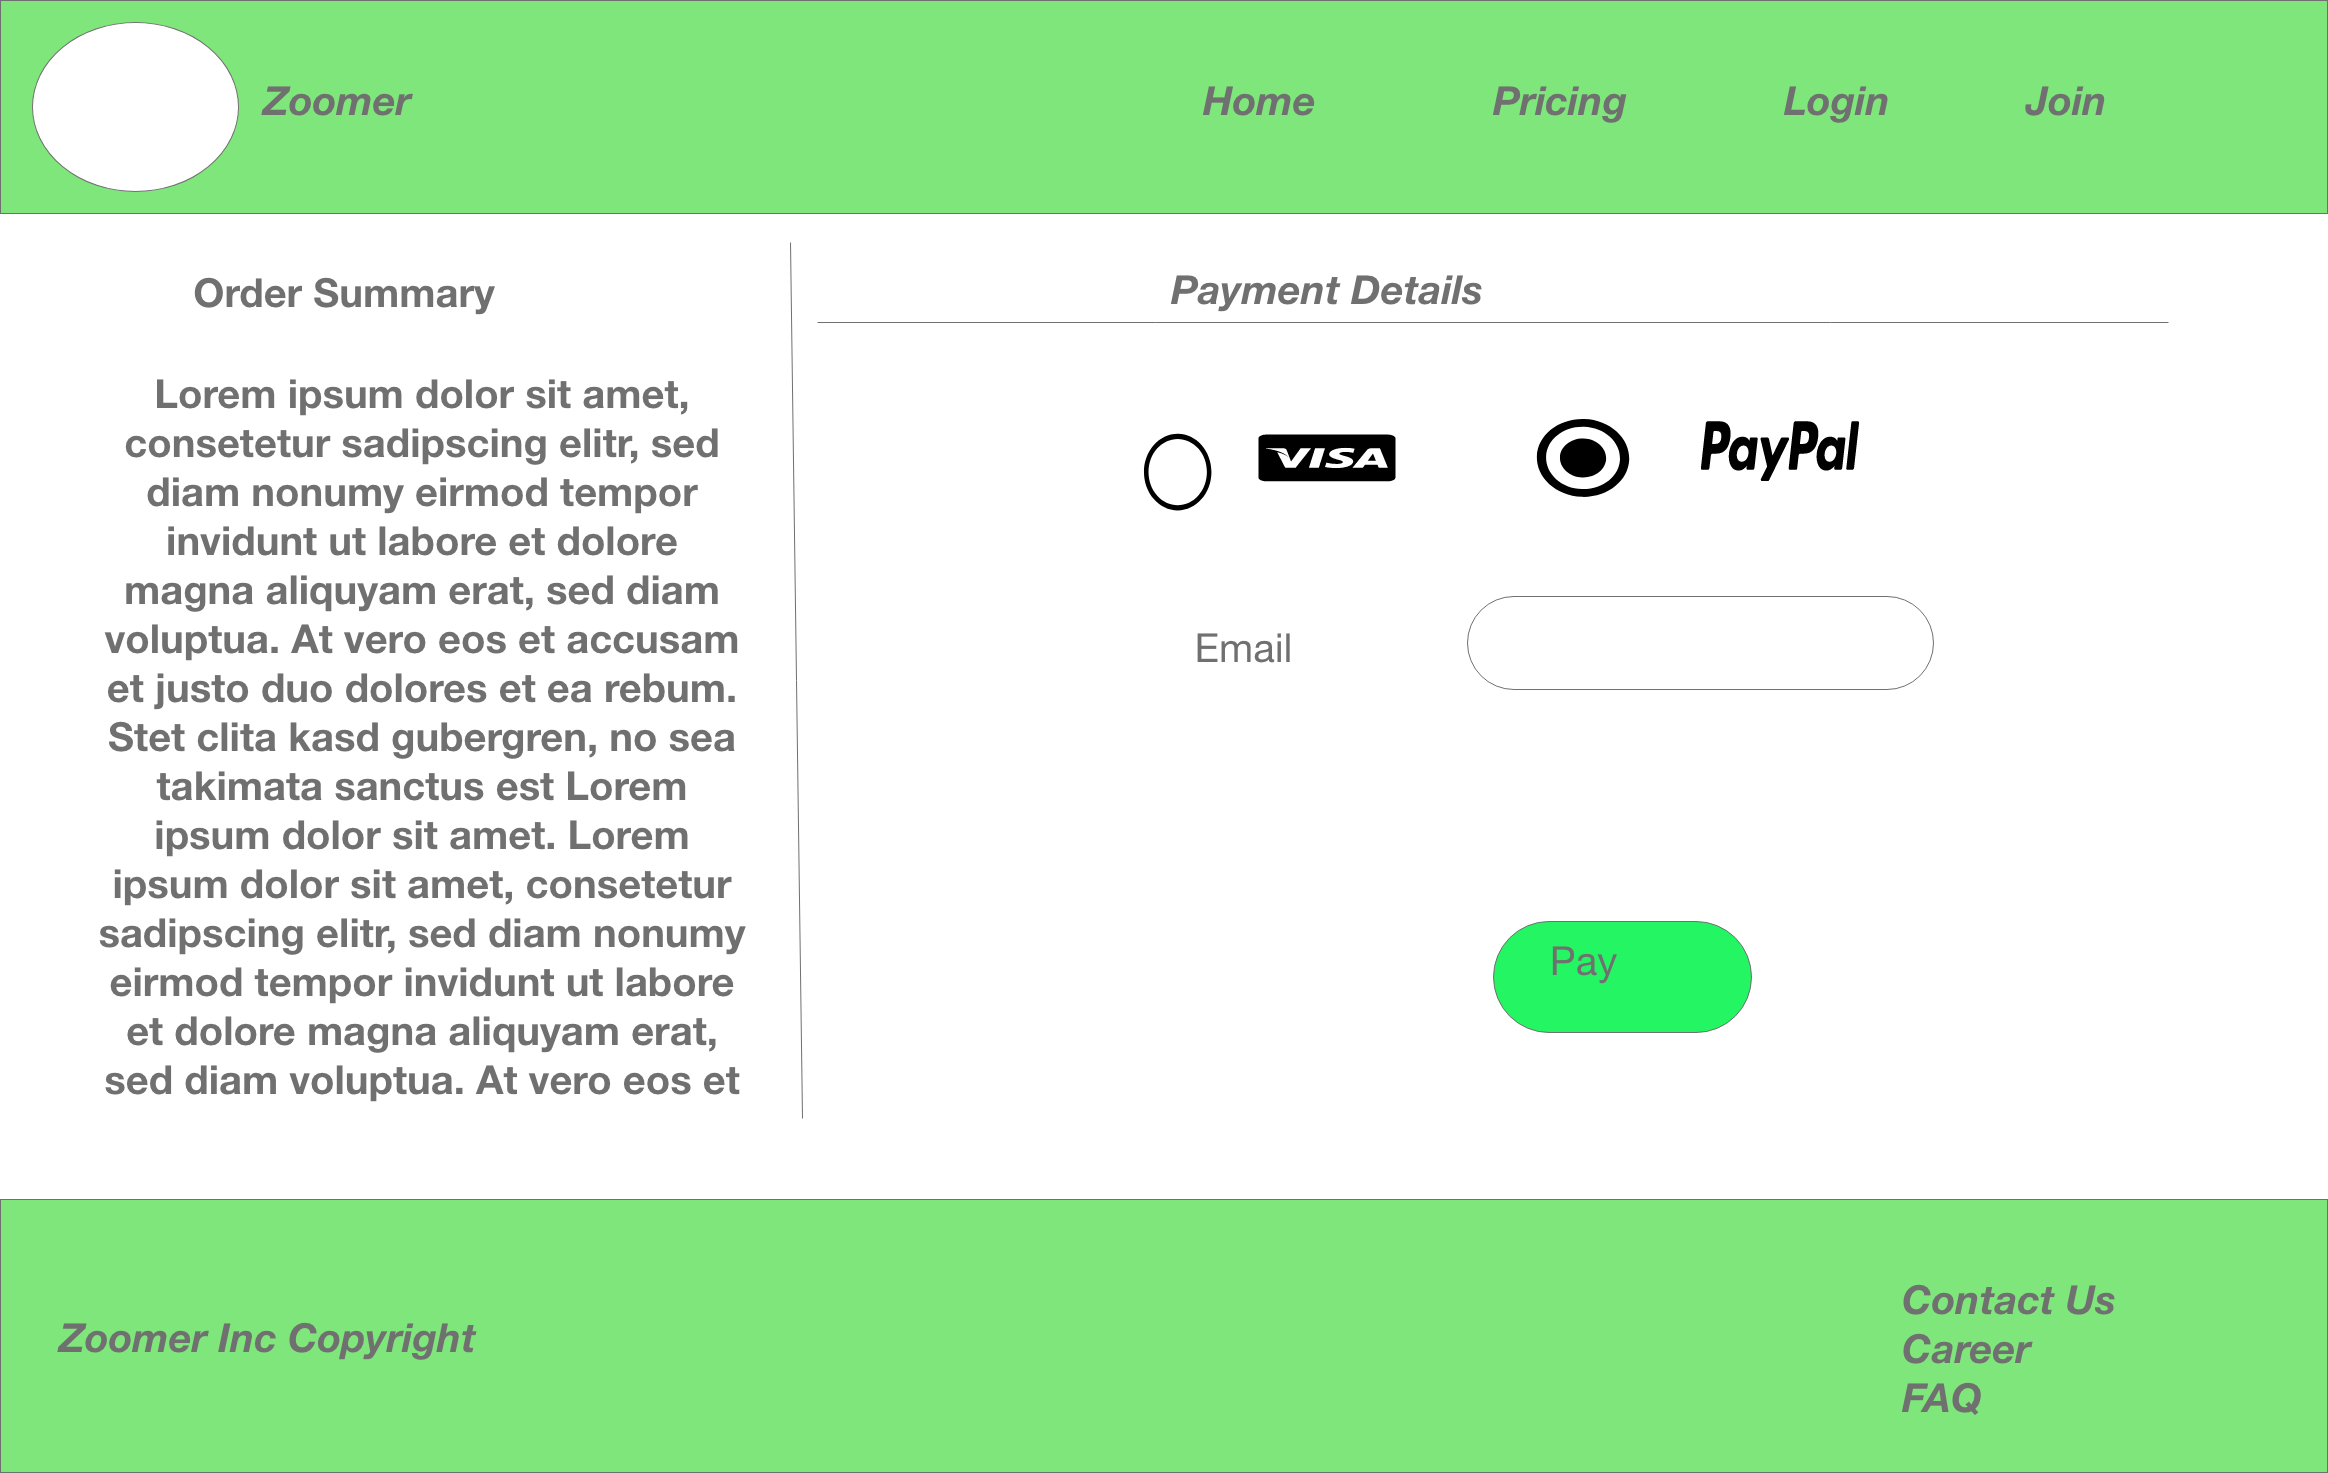 Zoomer
Home
Pricing
Login
Join
Order Summary
Lorem ipsum dolor sit amet,
consetetur sadipscing elitr, sed
diam nonumy eirmod tempor
invidunt ut labore et dolore
magna aliquyam erat, sed diam
voluptua. At vero eos et accusam
et justo duo dolores et ea rebum.
Stet clita kasd gubergren, no sea
takimata sanctus est Lorem
ipsum dolor sit amet. Lorem
ipsum dolor sit amet, consetetur
sadipscing elitr, sed diam nonumy
eirmod tempor invidunt ut labore
et dolore magna aliquyam erat,
sed diam voluptua. At vero eos et
Payment Details
VISA
PayPal
Email
Pay
Zoomer Inc Copyright
Contact Us
Career
FAQ